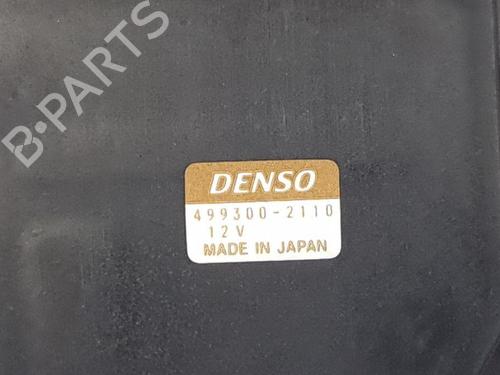 B-PARTS
DENSO
499300-2110
12V
MADE IN JAPAN